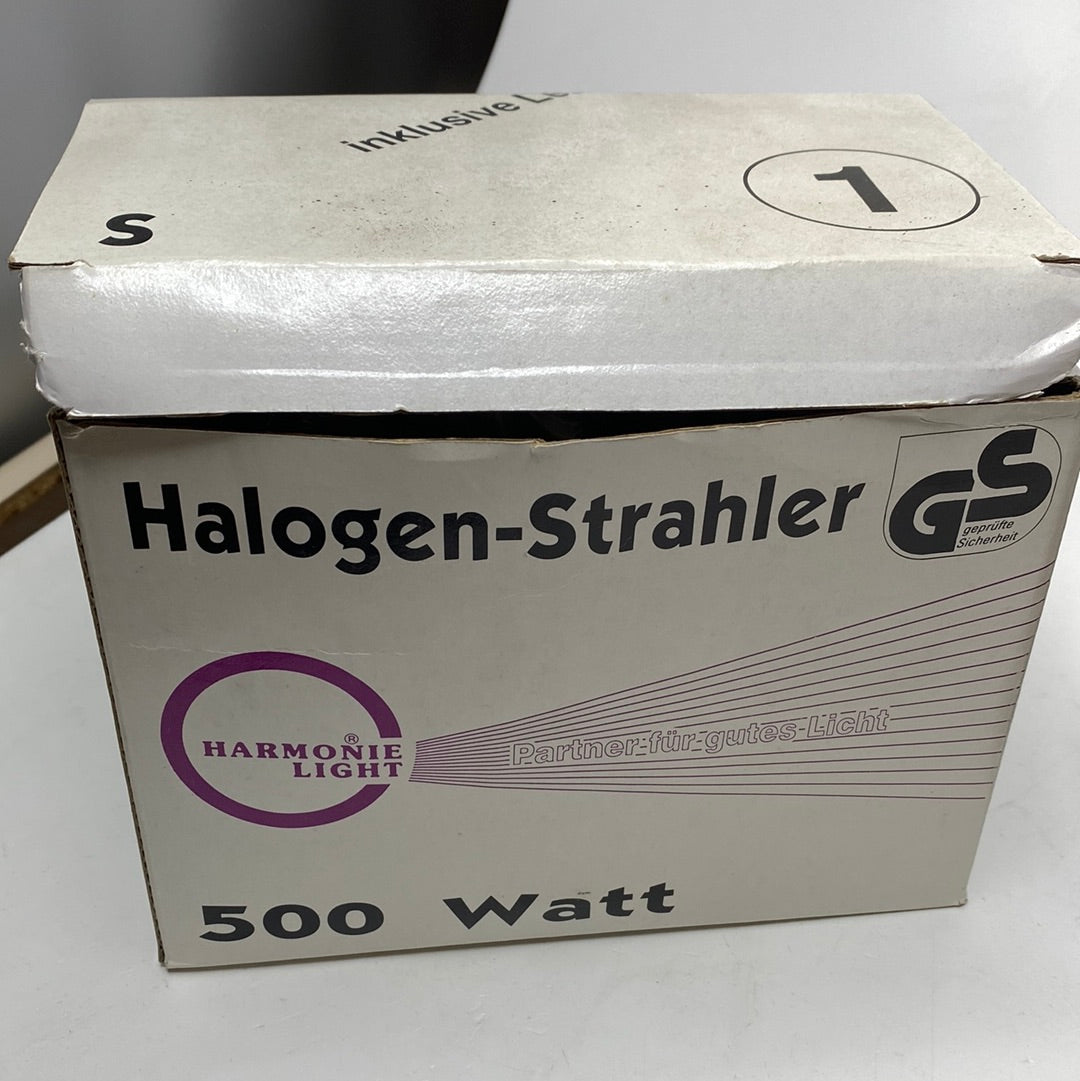 inklusive
S
1
Halogen-Strahler
GS
geprüfte
Sicherheit
HARMONIE®
LIGHT
Partner-für-gutes-Licht
500 Watt